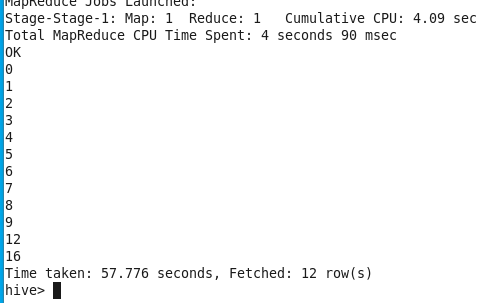 MapReduce Jobs Launched:
Stage-Stage-1: Map: 1  Reduce: 1   Cumulative CPU: 4.09 sec
Total MapReduce CPU Time Spent: 4 seconds 90 msec
OK
0
1
2
3
4
5
6
7
8
9
12
16
Time taken: 57.776 seconds, Fetched: 12 row(s)
hive>